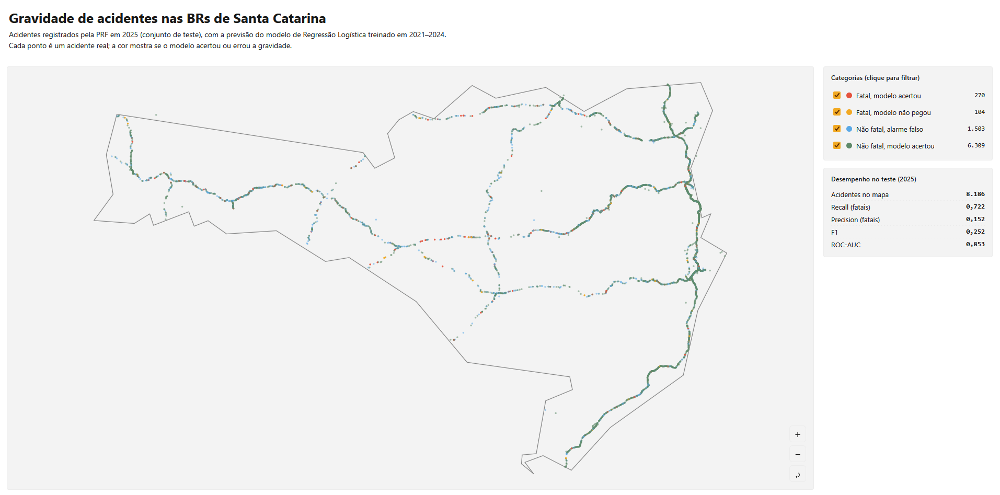 Gravidade de acidentes nas BRs de Santa Catarina
Acidentes registrados pela PRF em 2025 (conjunto de teste), com a previsão do modelo de Regressão Logística treinado em 2021–2024.
Cada ponto é um acidente real; a cor mostra se o modelo acertou ou errou a gravidade.
Categorias (clique para filtrar)
Fatal, modelo acertou 270
Fatal, modelo não pegou 104
Não fatal, alarme falso 1.503
Não fatal, modelo acertou 6.309
Desempenho no teste (2025)
Acidentes no mapa 8.186
Recall (fatais) 0,722
Precision (fatais) 0,152
F1 0,252
ROC-AUC 0,853
+
−
⤾